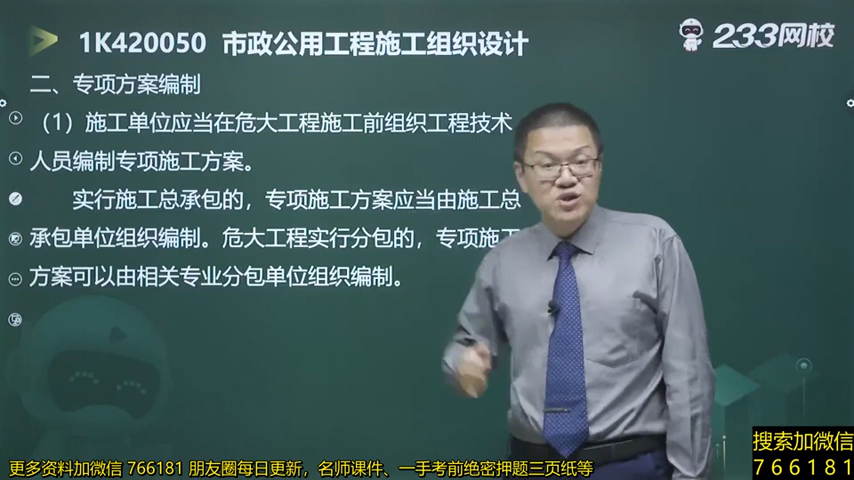 1K420050 市政公用工程施工组织设计
233网校
二、专项方案编制
（1）施工单位应当在危大工程施工前组织工程技术
人员编制专项施工方案。
实行施工总承包的，专项施工方案应当由施工总
承包单位组织编制。危大工程实行分包的，专项施工
方案可以由相关专业分包单位组织编制。
搜索加微信
766181
更多资料加微信 766181 朋友圈每日更新，名师课件、一手考前绝密押题三页纸等